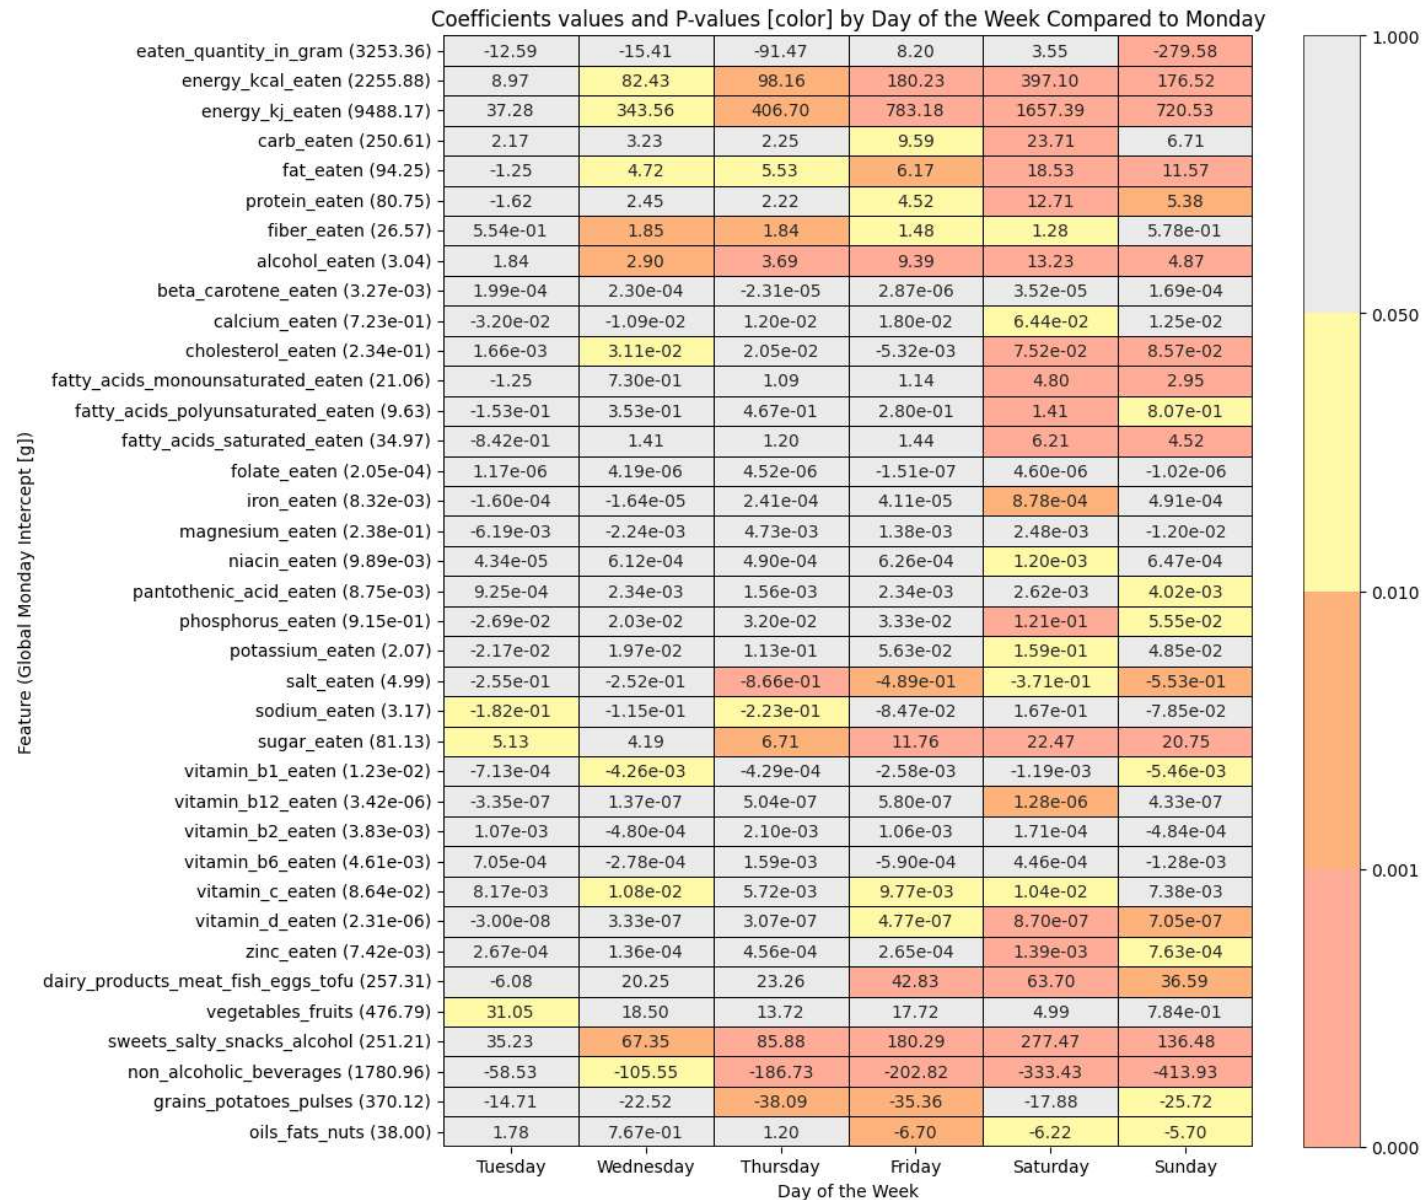 Coefficients values and P-values [color] by Day of the Week Compared to Monday
eaten_quantity_in_gram (3253.36) -12.59 -15.41 -91.47 8.20 3.55 -279.58
energy_kcal_eaten (2255.88) 8.97 82.43 98.16 180.23 397.10 176.52
energy_kj_eaten (9488.17) 37.28 343.56 406.70 783.18 1657.39 720.53
carb_eaten (250.61) 2.17 3.23 2.25 9.59 23.71 6.71
fat_eaten (94.25) -1.25 4.72 5.53 6.17 18.53 11.57
protein_eaten (80.75) -1.62 2.45 2.22 4.52 12.71 5.38
fiber_eaten (26.57) 5.54e-01 1.85 1.84 1.48 1.28 5.78e-01
alcohol_eaten (3.04) 1.84 2.90 3.69 9.39 13.23 4.87
beta_carotene_eaten (3.27e-03) 1.99e-04 2.30e-04 -2.31e-05 2.87e-06 3.52e-05 1.69e-04
calcium_eaten (7.23e-01) -3.20e-02 -1.09e-02 1.20e-02 1.80e-02 6.44e-02 1.25e-02
cholesterol_eaten (2.34e-01) 1.66e-03 3.11e-02 2.05e-02 -5.32e-03 7.52e-02 8.57e-02
fatty_acids_monounsaturated_eaten (21.06) -1.25 7.30e-01 1.09 1.14 4.80 2.95
fatty_acids_polyunsaturated_eaten (9.63) -1.53e-01 3.53e-01 4.67e-01 2.80e-01 1.41 8.07e-01
fatty_acids_saturated_eaten (34.97) -8.42e-01 1.41 1.20 1.44 6.21 4.52
folate_eaten (2.05e-04) 1.17e-06 4.19e-06 4.52e-06 -1.51e-07 4.60e-06 -1.02e-06
iron_eaten (8.32e-03) -1.60e-04 -1.64e-05 2.41e-04 4.11e-05 8.78e-04 4.91e-04
magnesium_eaten (2.38e-01) -6.19e-03 -2.24e-03 4.73e-03 1.38e-03 2.48e-03 -1.20e-02
niacin_eaten (9.89e-03) 4.34e-05 6.12e-04 4.90e-04 6.26e-04 1.20e-03 6.47e-04
pantothenic_acid_eaten (8.75e-03) 9.25e-04 2.34e-03 1.56e-03 2.34e-03 2.62e-03 4.02e-03
phosphorus_eaten (9.15e-01) -2.69e-02 2.03e-02 3.20e-02 3.33e-02 1.21e-01 5.55e-02
potassium_eaten (2.07) -2.17e-02 1.97e-02 1.13e-01 5.63e-02 1.59e-01 4.85e-02
salt_eaten (4.99) -2.55e-01 -2.52e-01 -8.66e-01 -4.89e-01 -3.71e-01 -5.53e-01
sodium_eaten (3.17) -1.82e-01 -1.15e-01 -2.23e-01 -8.47e-02 1.67e-01 -7.85e-02
sugar_eaten (81.13) 5.13 4.19 6.71 11.76 22.47 20.75
vitamin_b1_eaten (1.23e-02) -7.13e-04 -4.26e-03 -4.29e-04 -2.58e-03 -1.19e-03 -5.46e-03
vitamin_b12_eaten (3.42e-06) -3.35e-07 1.37e-07 5.04e-07 5.80e-07 1.28e-06 4.33e-07
vitamin_b2_eaten (3.83e-03) 1.07e-03 -4.80e-04 2.10e-03 1.06e-03 1.71e-04 -4.84e-04
vitamin_b6_eaten (4.61e-03) 7.05e-04 -2.78e-04 1.59e-03 -5.90e-04 4.46e-04 -1.28e-03
vitamin_c_eaten (8.64e-02) 8.17e-03 1.08e-02 5.72e-03 9.77e-03 1.04e-02 7.38e-03
vitamin_d_eaten (2.31e-06) -3.00e-08 3.33e-07 3.07e-07 4.77e-07 8.70e-07 7.05e-07
zinc_eaten (7.42e-03) 2.67e-04 1.36e-04 4.56e-04 2.65e-04 1.39e-03 7.63e-04
dairy_products_meat_fish_eggs_tofu (257.31) -6.08 20.25 23.26 42.83 63.70 36.59
vegetables_fruits (476.79) 31.05 18.50 13.72 17.72 4.99 7.84e-01
sweets_salty_snacks_alcohol (251.21) 35.23 67.35 85.88 180.29 277.47 136.48
non_alcoholic_beverages (1780.96) -58.53 -105.55 -186.73 -202.82 -333.43 -413.93
grains_potatoes_pulses (370.12) -14.71 -22.52 -38.09 -35.36 -17.88 -25.72
oils_fats_nuts (38.00) 1.78 7.67e-01 1.20 -6.70 -6.22 -5.70
Tuesday Wednesday Thursday Friday Saturday Sunday
Day of the Week
Feature (Global Monday Intercept [g])
1.000
0.050
0.010
0.001
0.000